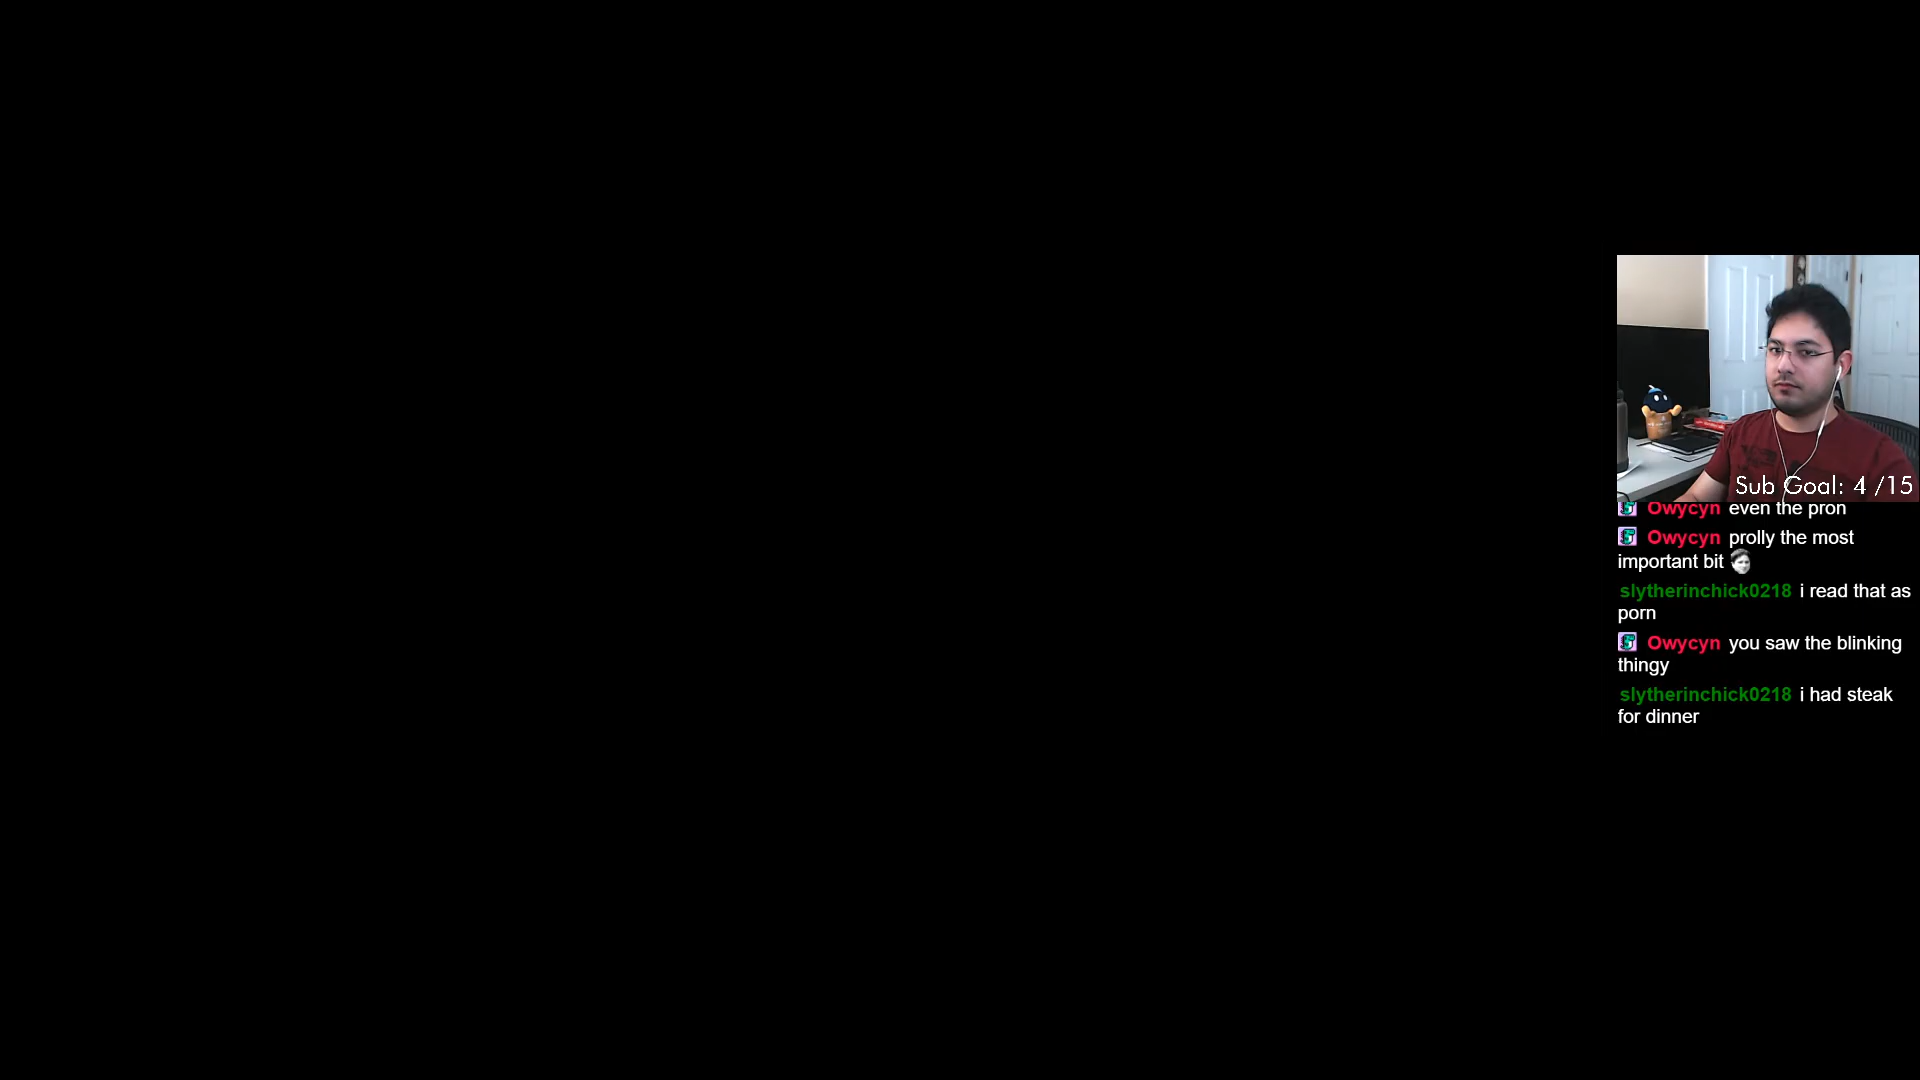 Sub Goal: 4 /15
Owycyn even the pron
Owycyn prolly the most
important bit
slytherinchick0218 i read that as
porn
Owycyn you saw the blinking
thingy
slytherinchick0218 i had steak
for dinner